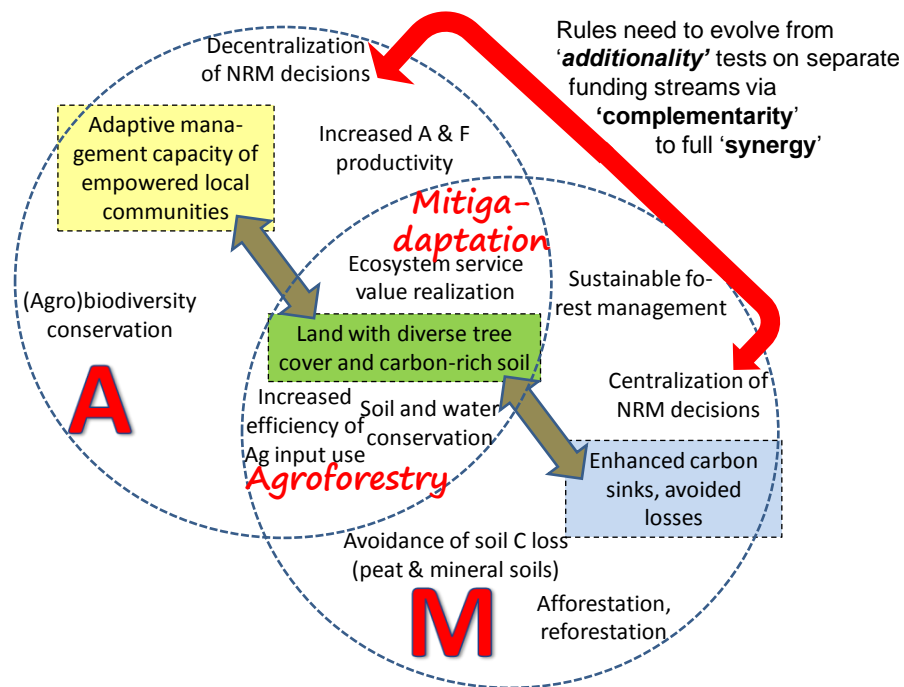 Decentralization
of NRM decisions
Rules need to evolve from
‘additionality’ tests on separate
funding streams via
‘complementarity’
to full ‘synergy’
Adaptive mana-
gement capacity of
empowered local
communities
Increased A & F
productivity
Mitiga-
daptation
Ecosystem service
value realization
Sustainable fo-
rest management
(Agro)biodiversity
conservation
Land with diverse tree
cover and carbon-rich soil
A
Centralization of
NRM decisions
Increased
efficiency of
Ag input use
Soil and water
conservation
Agroforestry
Enhanced carbon
sinks, avoided
losses
Avoidance of soil C loss
(peat & mineral soils)
M
Afforestation,
reforestation